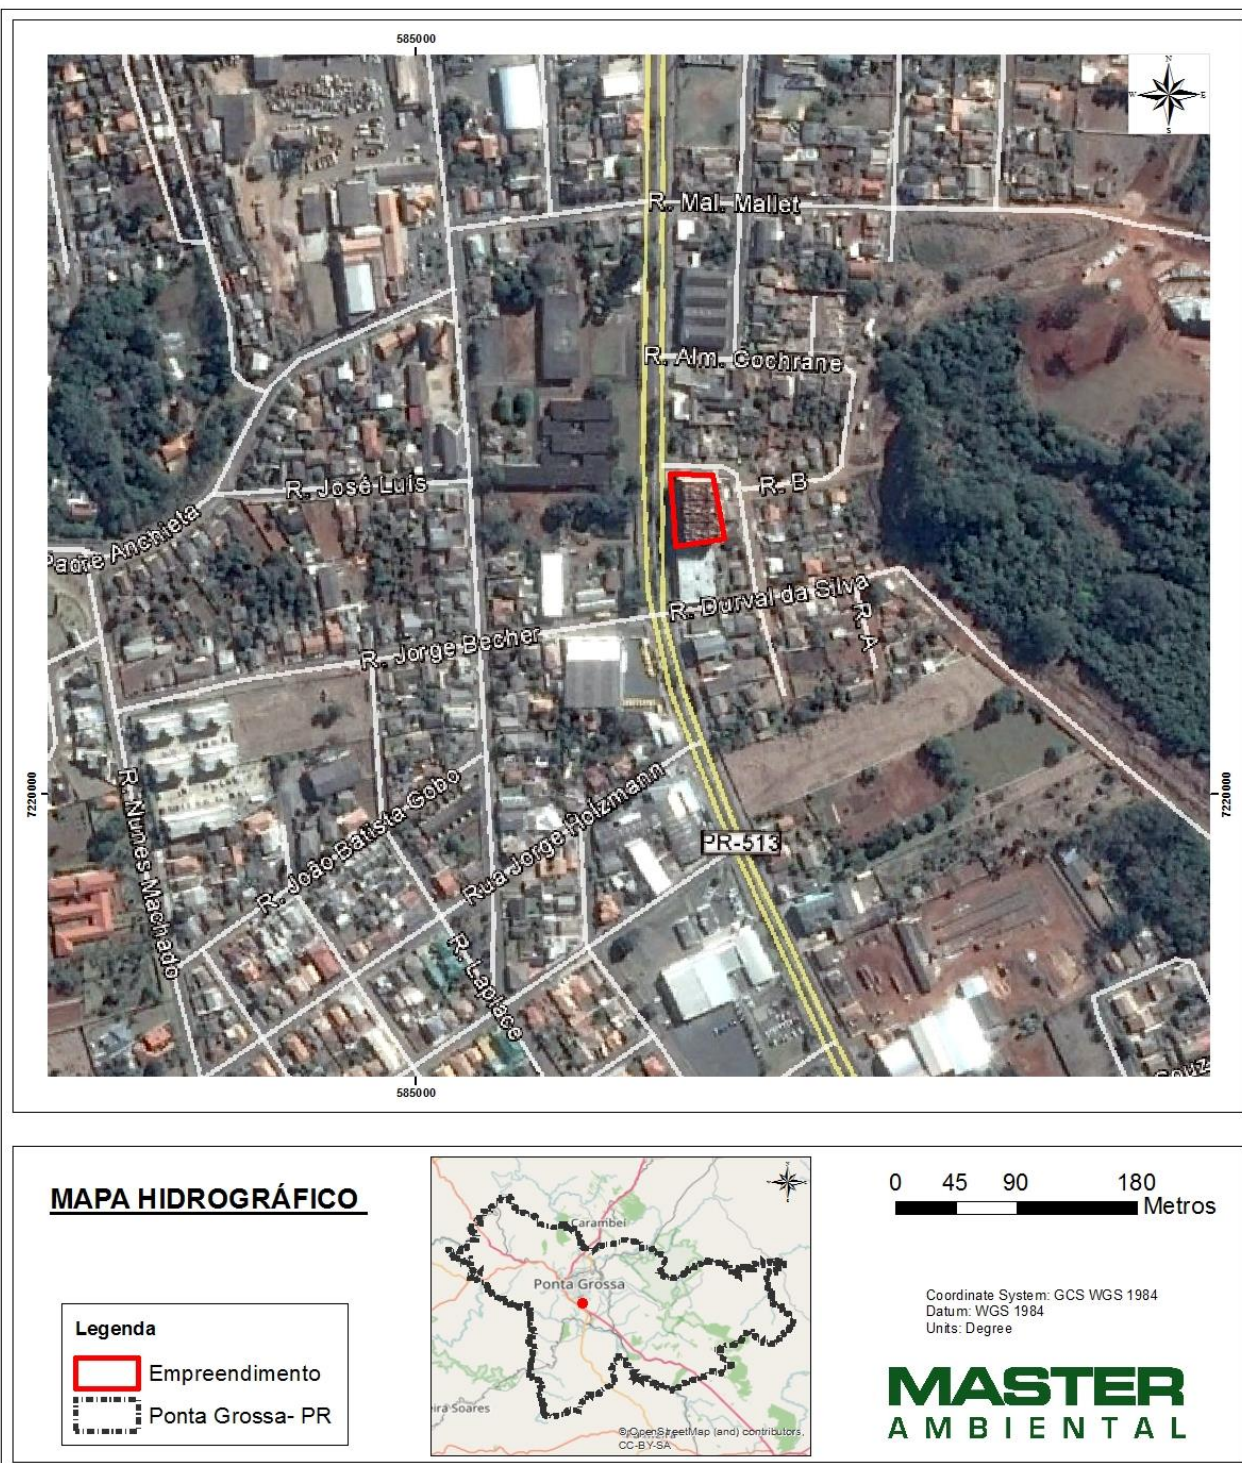 585000
N
W
E
S
R. Mal. Mallet
R. Alm. Cochrane
R. José Luís
R. B
Padre Anchieta
R. Durval da Silva
R. A
R. Jorge Becher
7220000
7220000
R. Nunes Machado
R. João Batista Gobo
Rua Jorge Holzmann
PR-513
R. Laplace
585000
MAPA HIDROGRÁFICO
Legenda
Empreendimento
Ponta Grossa- PR
Carambeí
Ponta Grossa
eira Soares
© OpenStreetMap (and) contributors,
CC-BY-SA
0 45 90 180
Metros
Coordinate System: GCS WGS 1984
Datum: WGS 1984
Units: Degree
MASTER
AMBIENTAL